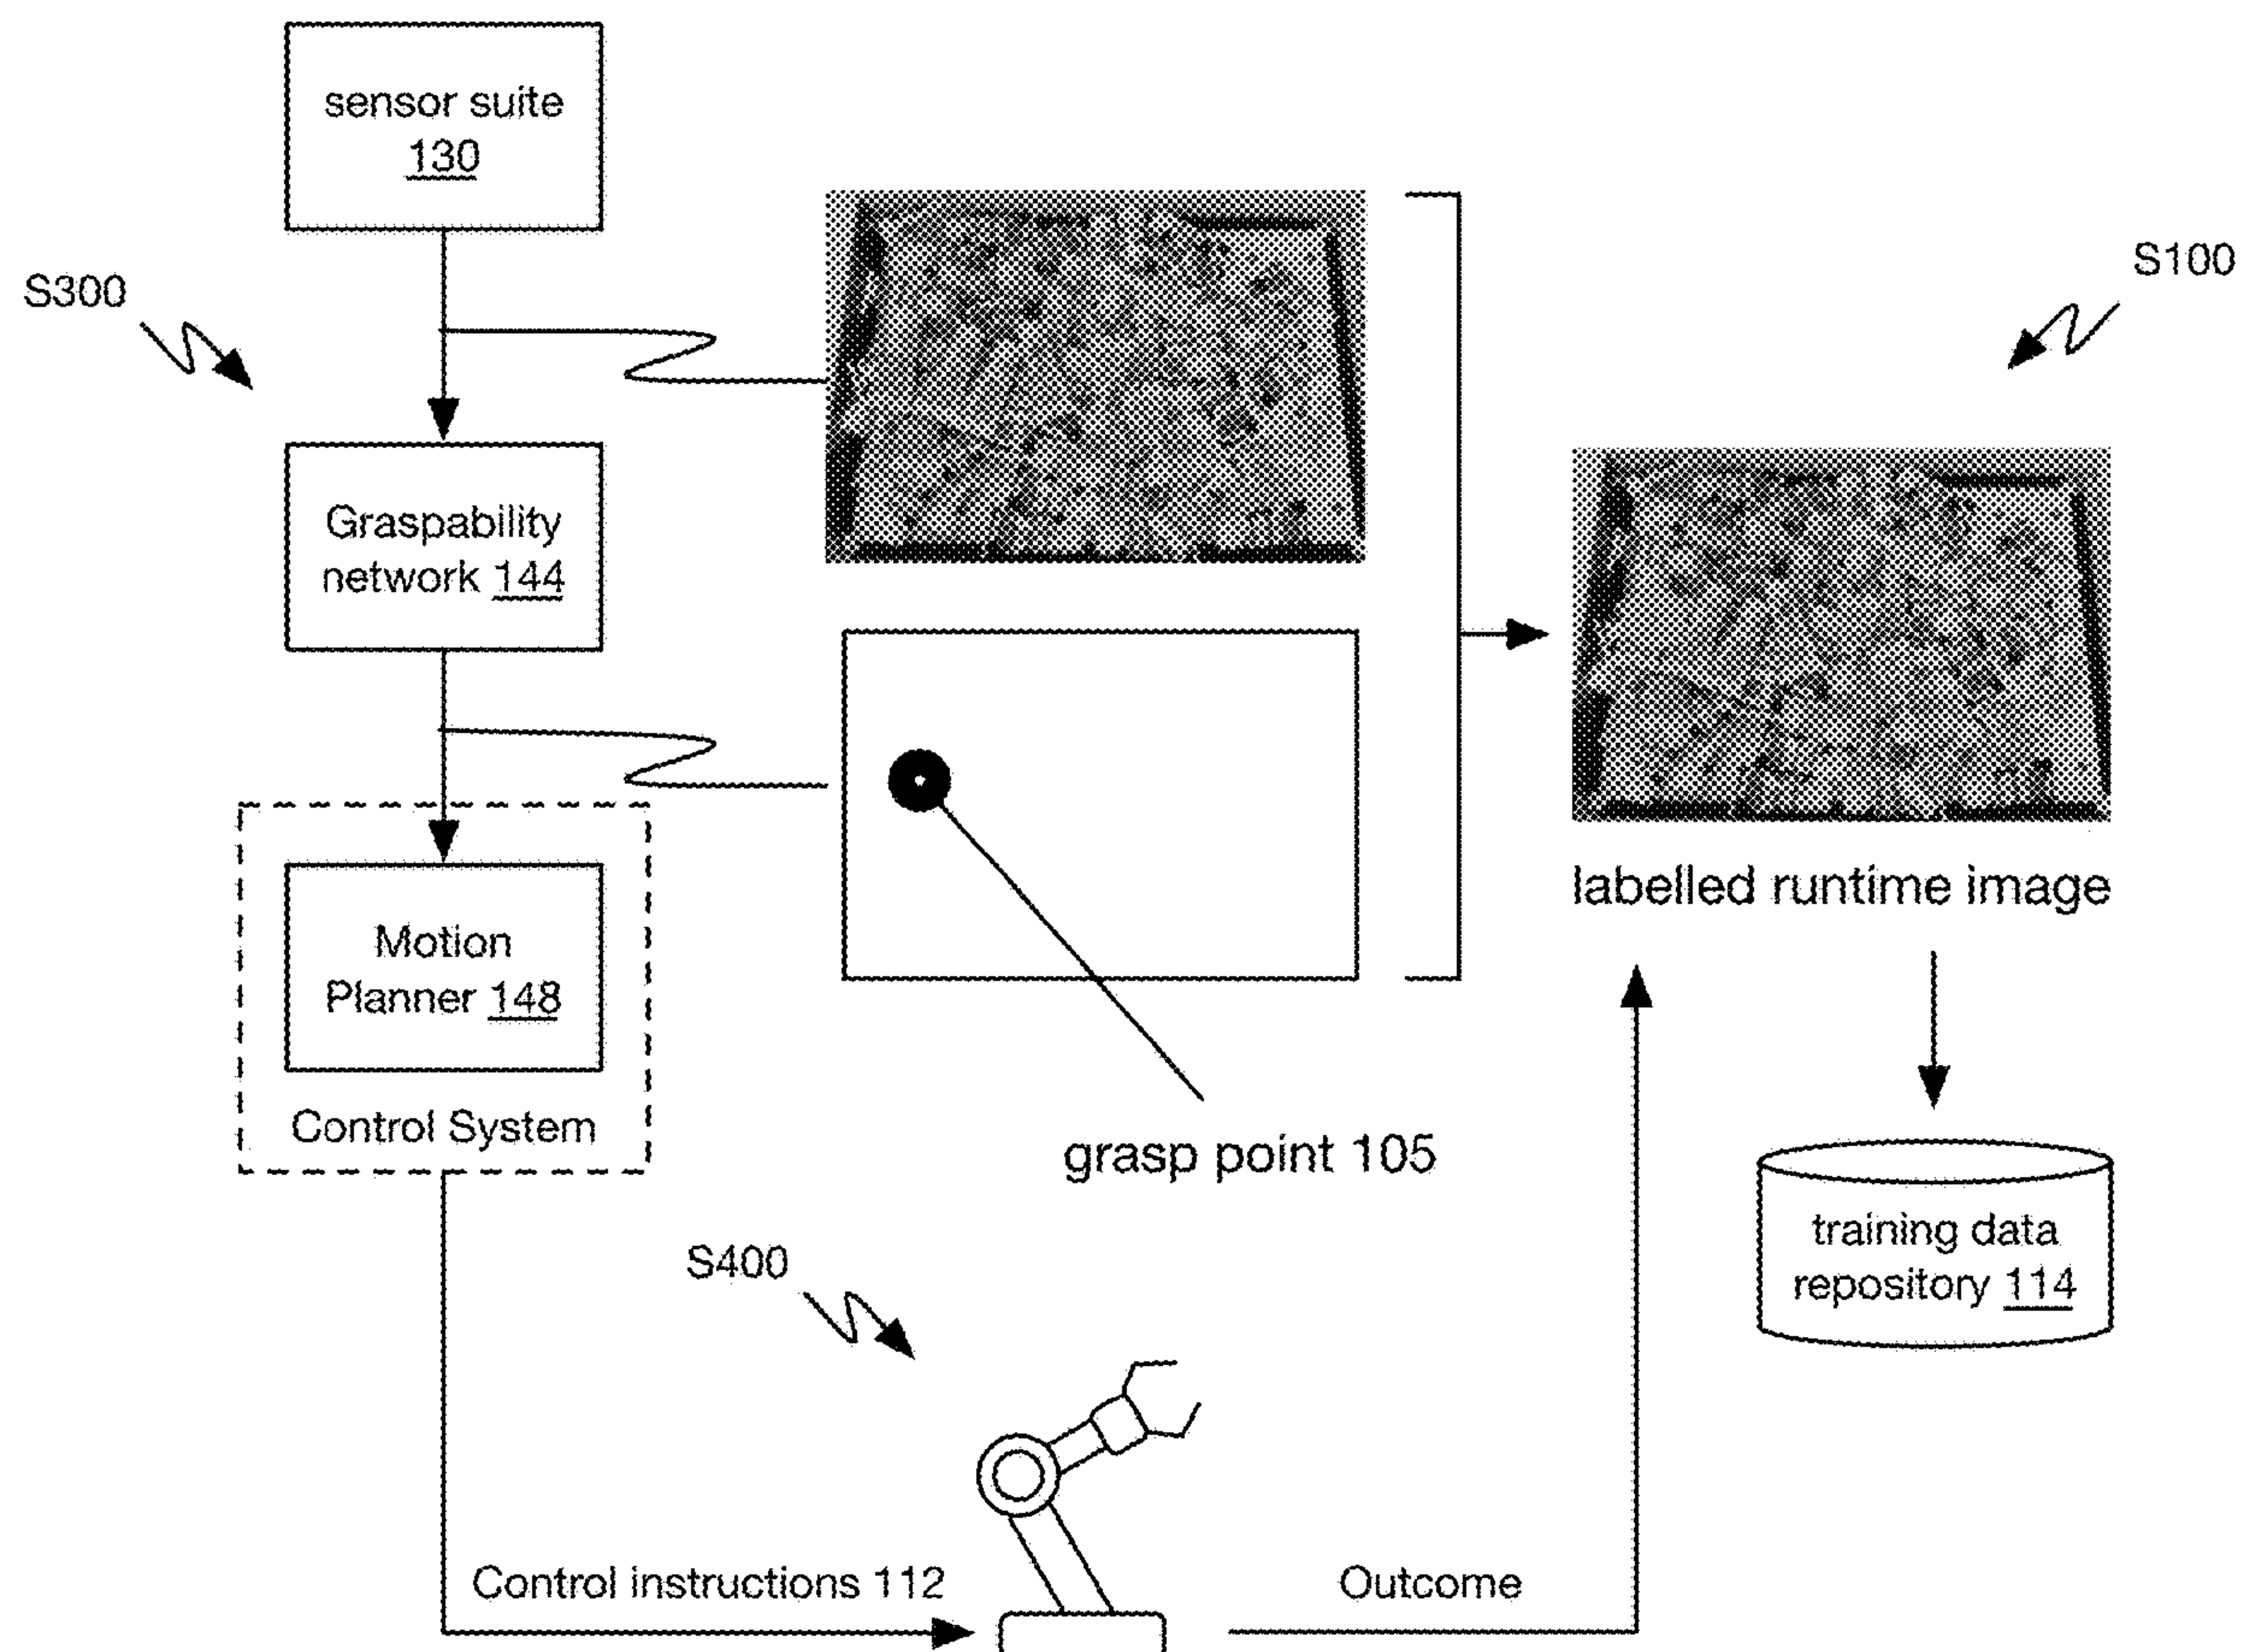 sensor suite
130
S300
S100
Graspability
network 144
labelled runtime image
Motion
Planner 148
Control System
grasp point 105
training data
repository 114
S400
Control instructions 112
Outcome